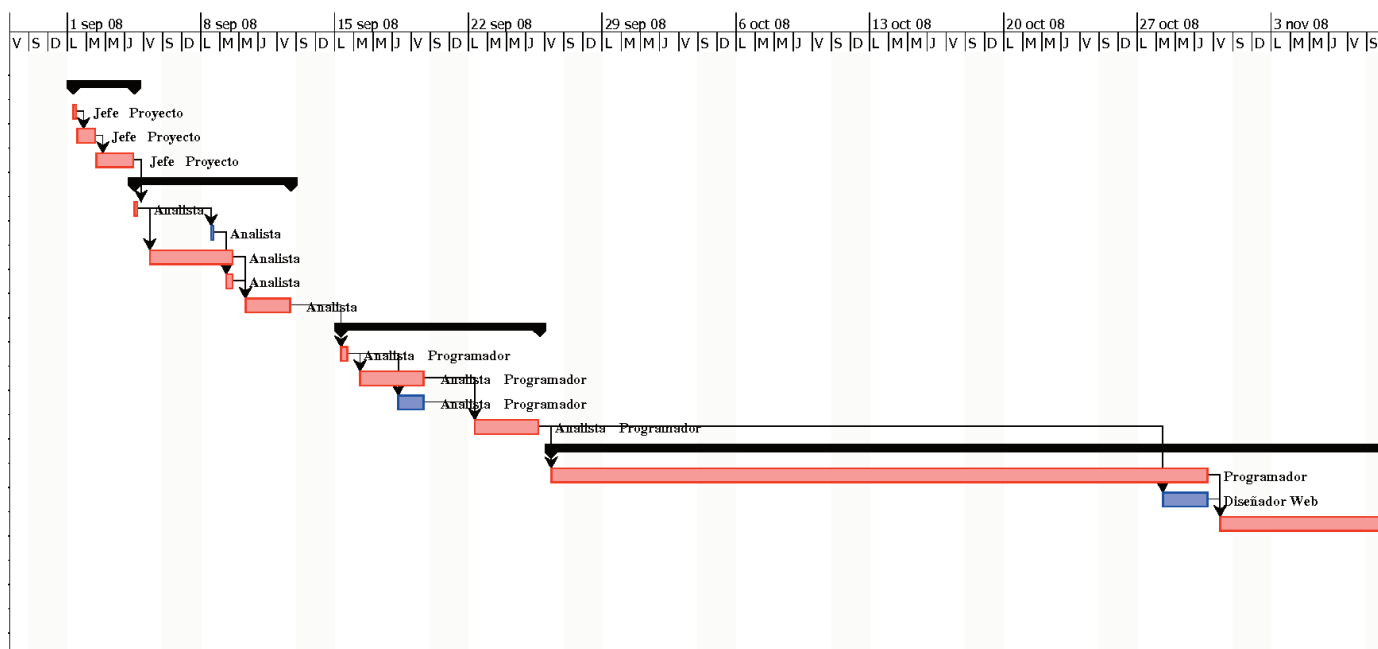 1 sep 08 8 sep 08 15 sep 08 22 sep 08 29 sep 08 6 oct 08 13 oct 08 20 oct 08 27 oct 08 3 nov 08
V S D L M M J V S D L M M J V S D L M M J V S D L M M J V S D L M M J V S D L M M J V S D L M M J V S D L M M J V S D L M M J V S D L M M J V S
Jefe Proyecto
Jefe Proyecto
Jefe Proyecto
Analista
Analista
Analista
Analista
Analista
Analista Programador
Analista Programador
Analista Programador
Analista Programador
Programador
Diseñador Web